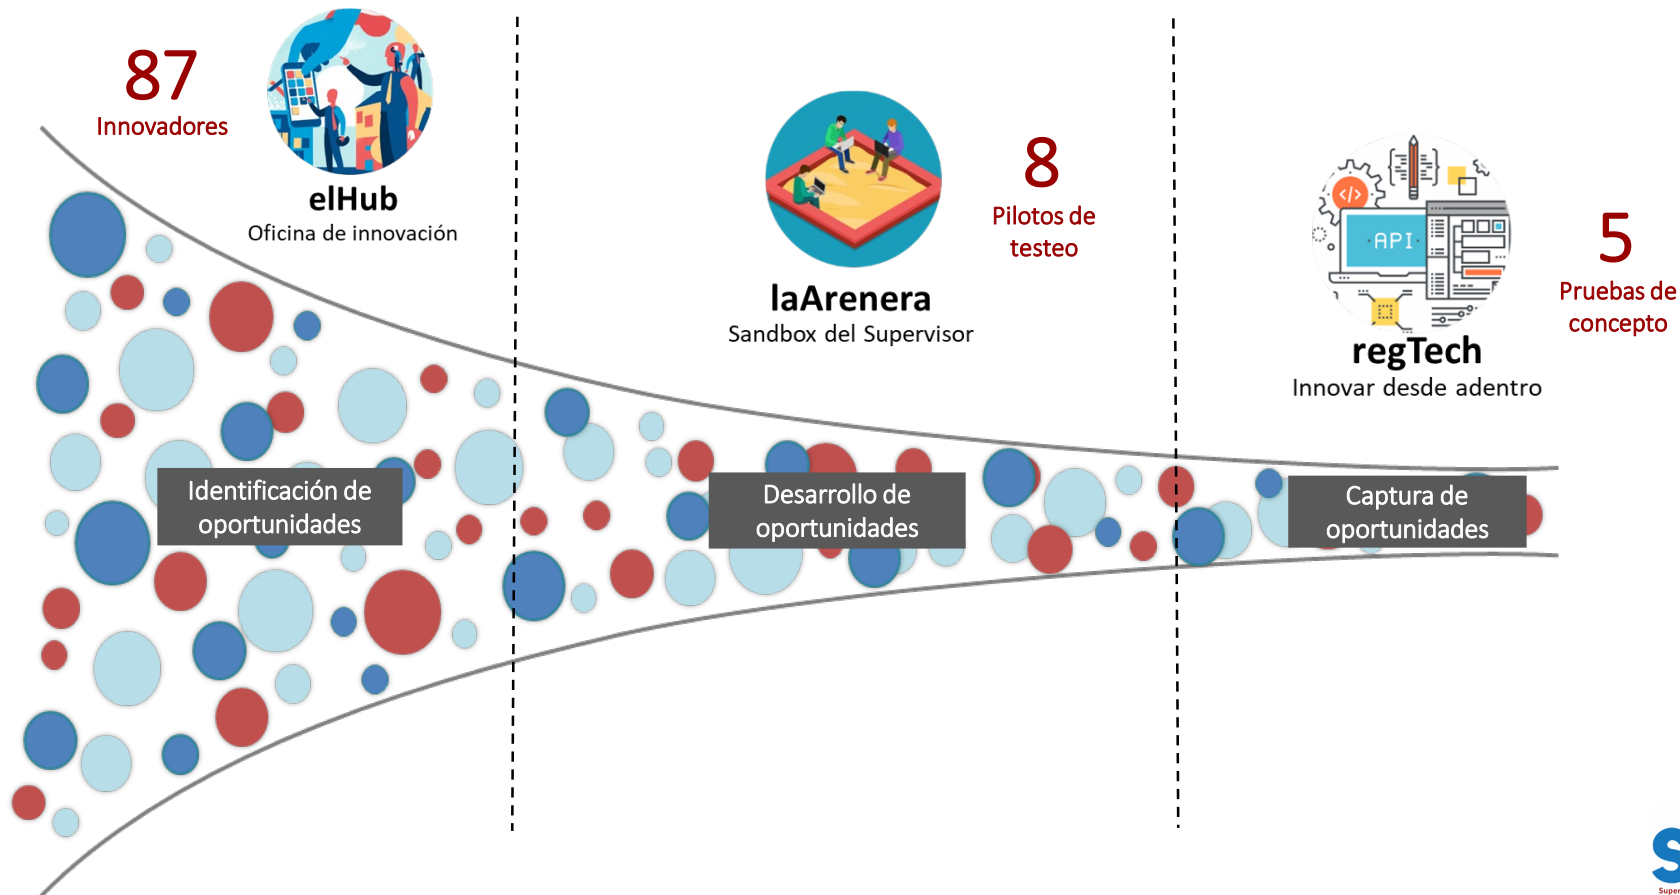 87
Innovadores
elHub
Oficina de innovación
Identificación de
oportunidades
laArenera
Sandbox del Supervisor
8
Pilotos de
testeo
Desarrollo de
oportunidades
</>
API
regTech
Innovar desde adentro
5
Pruebas de
concepto
Captura de
oportunidades
S
Super